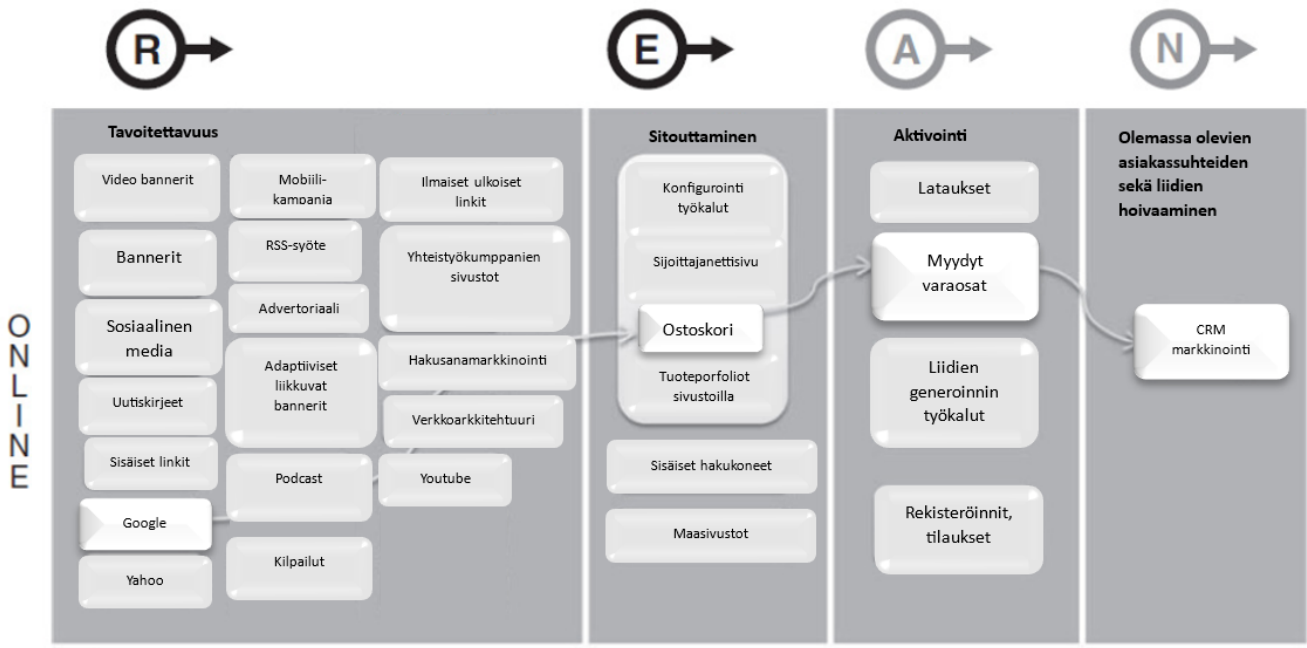 R
E
A
N
ONLINE
Tavoitettavuus
Video bannerit
Bannerit
Sosiaalinen
media
Uutiskirjeet
Sisäiset linkit
Google
Yahoo
Mobiili-
kampania
RSS-syöte
Advertoriaali
Adaptiiviset
liikkuvat
bannerit
Podcast
Kilpailut
Ilmaiset ulkoiset
linkit
Yhteistyökumppanien
sivustot
Hakusanamarkkinointi
Verkkoarkkitehtuuri
Youtube
Sitouttaminen
Konfigurointi
työkalut
Sijoittajanettisivu
Ostoskori
Tuoteporfoliot
sivustoilla
Sisäiset hakukoneet
Maasivustot
Aktivointi
Lataukset
Myydyt
varaosat
Liidien
generoinnin
työkalut
Rekisteröinnit,
tilaukset
Olemassa olevien
asiakassuhteiden
sekä liidien
hoivaaminen
CRM
markkinointi